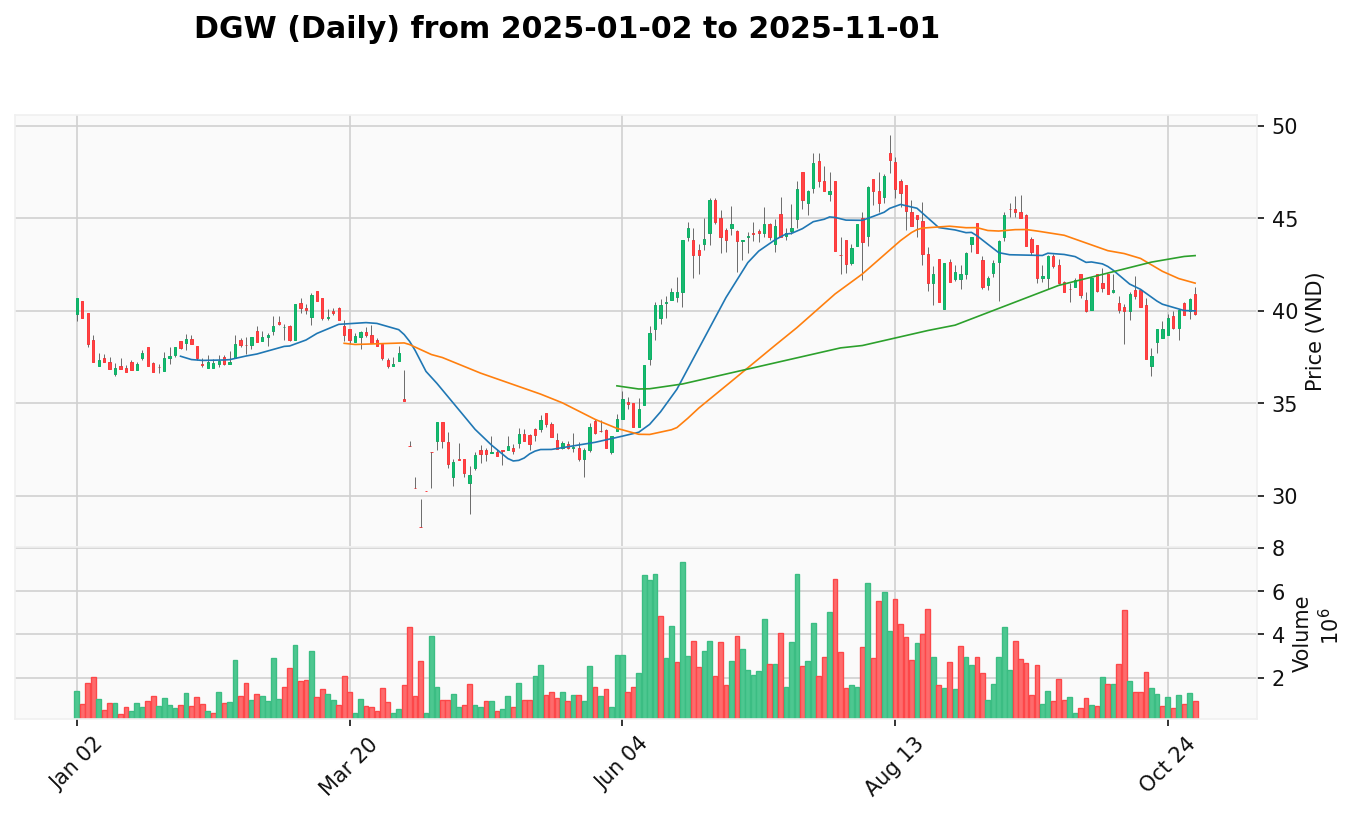 DGW (Daily) from 2025-01-02 to 2025-11-01
50
45
40
35
30
Price (VND)
8
6
4
2
Volume
10^6
Jan 02
Mar 20
Jun 04
Aug 13
Oct 24